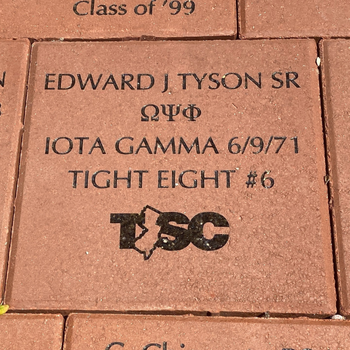 Class of '99
EDWARD J TYSON SR
ΩΨΦ
IOTA GAMMA 6/9/71
TIGHT EIGHT #6
TSC